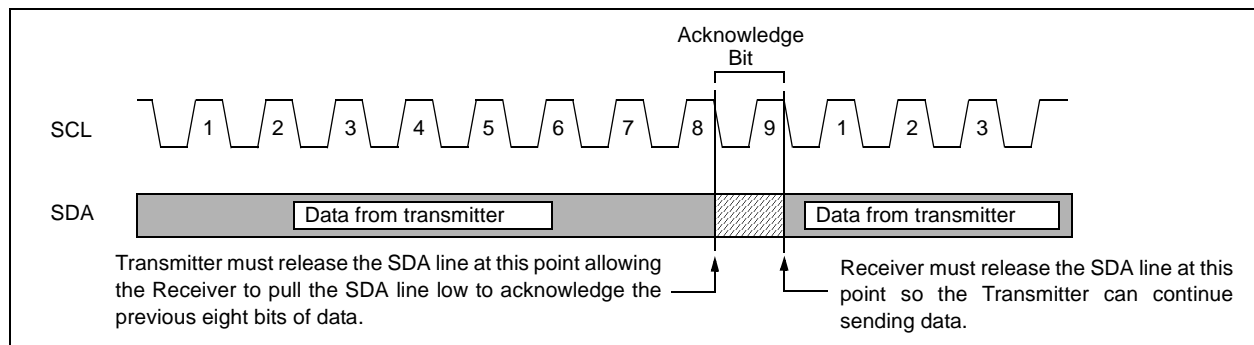 Acknowledge
Bit
SCL
1 2 3 4 5 6 7 8 9 1 2 3
SDA
Data from transmitter
Data from transmitter
Transmitter must release the SDA line at this point allowing
the Receiver to pull the SDA line low to acknowledge the
previous eight bits of data.
Receiver must release the SDA line at this
point so the Transmitter can continue
sending data.